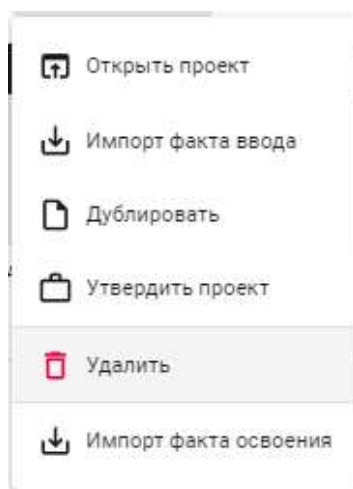 Открыть проект
Импорт факта ввода
Дублировать
Утвердить проект
Удалить
Импорт факта освоения